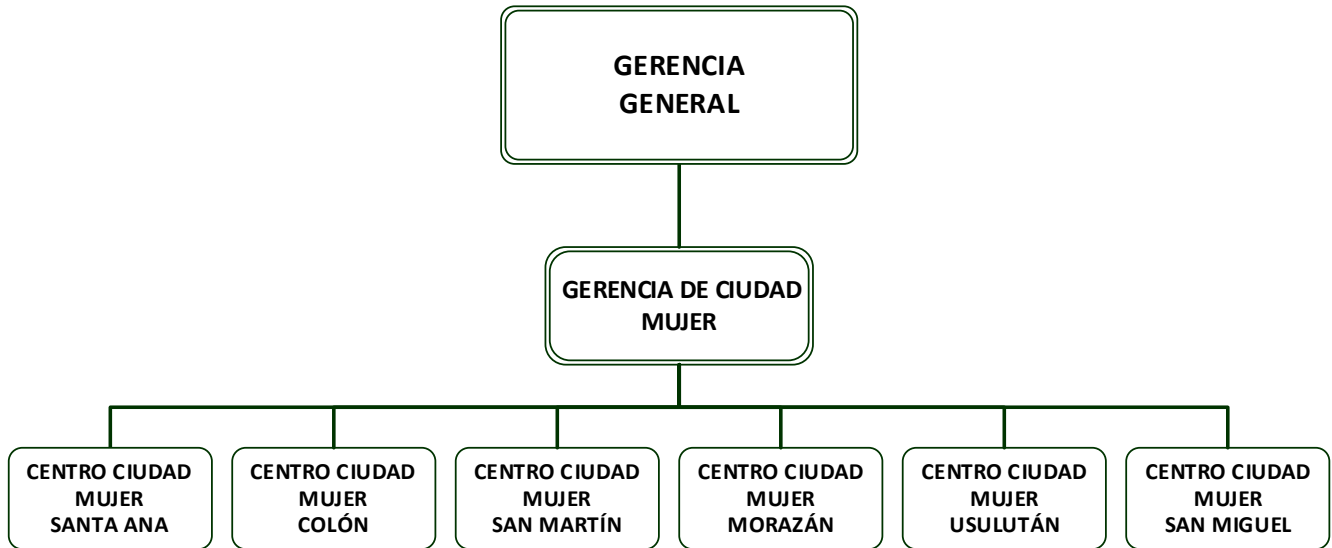 GERENCIA
GENERAL
GERENCIA DE CIUDAD
MUJER
CENTRO CIUDAD
MUJER
SANTA ANA
CENTRO CIUDAD
MUJER
COLÓN
CENTRO CIUDAD
MUJER
SAN MARTÍN
CENTRO CIUDAD
MUJER
MORAZÁN
CENTRO CIUDAD
MUJER
USULUTÁN
CENTRO CIUDAD
MUJER
SAN MIGUEL